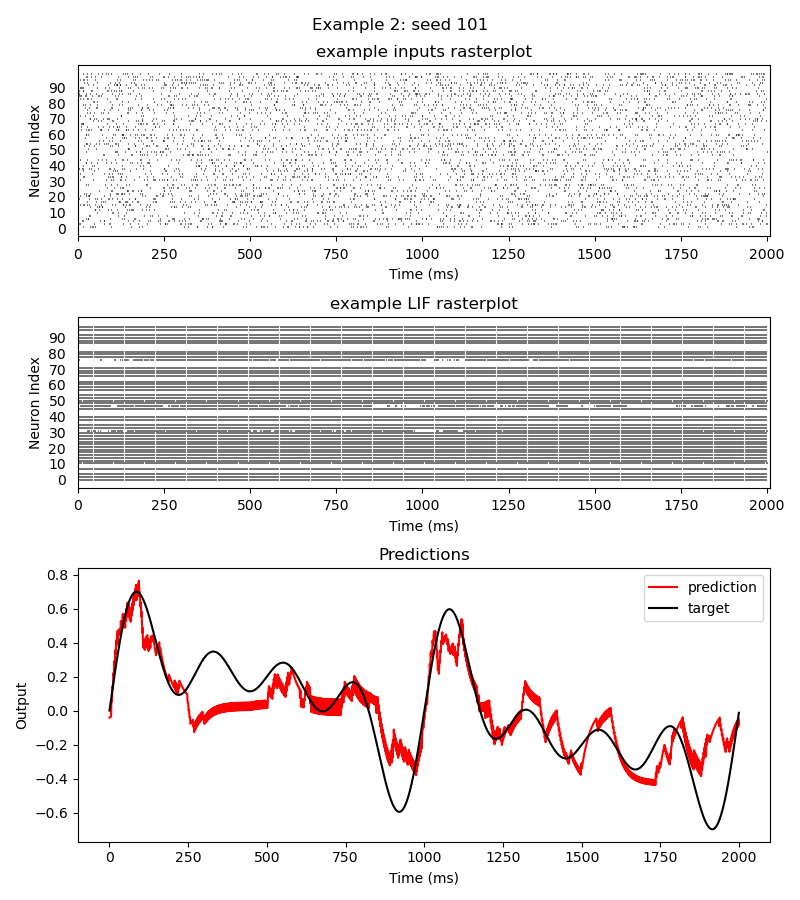 Example 2: seed 101
example inputs rasterplot
Neuron Index
90
80
70
60
50
40
30
20
10
0
0 250 500 750 1000 1250 1500 1750 2000
Time (ms)
example LIF rasterplot
Neuron Index
90
80
70
60
50
40
30
20
10
0
0 250 500 750 1000 1250 1500 1750 2000
Time (ms)
Predictions
Output
0.8
0.6
0.4
0.2
0.0
−0.2
−0.4
−0.6
prediction
target
0 250 500 750 1000 1250 1500 1750 2000
Time (ms)